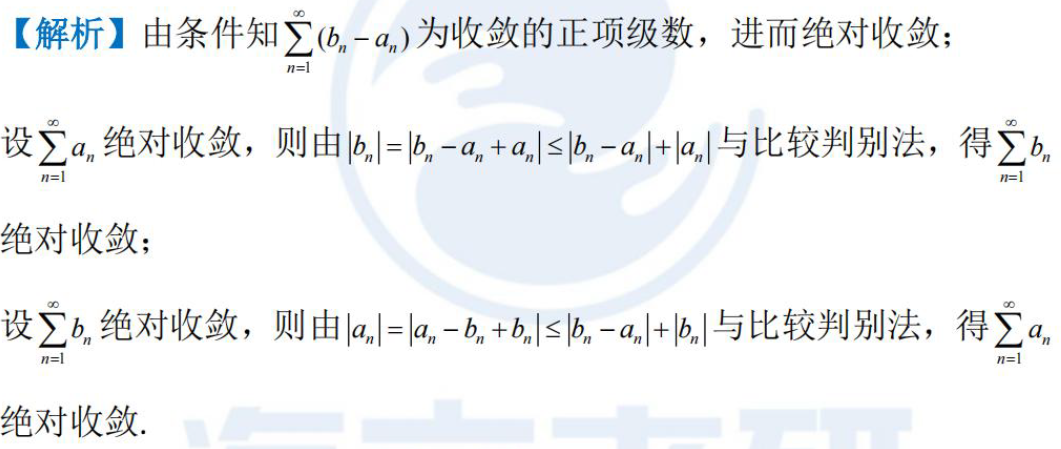 【解析】由条件知$\sum_{n=1}^{\infty}(b_n-a_n)$为收敛的正项级数，进而绝对收敛；
设$\sum_{n=1}^{\infty}a_n$绝对收敛，则由$|b_n|=|b_n-a_n+a_n|\le|b_n-a_n|+|a_n|$与比较判别法，得$\sum_{n=1}^{\infty}b_n$
绝对收敛；
设$\sum_{n=1}^{\infty}b_n$绝对收敛，则由$|a_n|=|a_n-b_n+b_n|\le|b_n-a_n|+|b_n|$与比较判别法，得$\sum_{n=1}^{\infty}a_n$
绝对收敛.